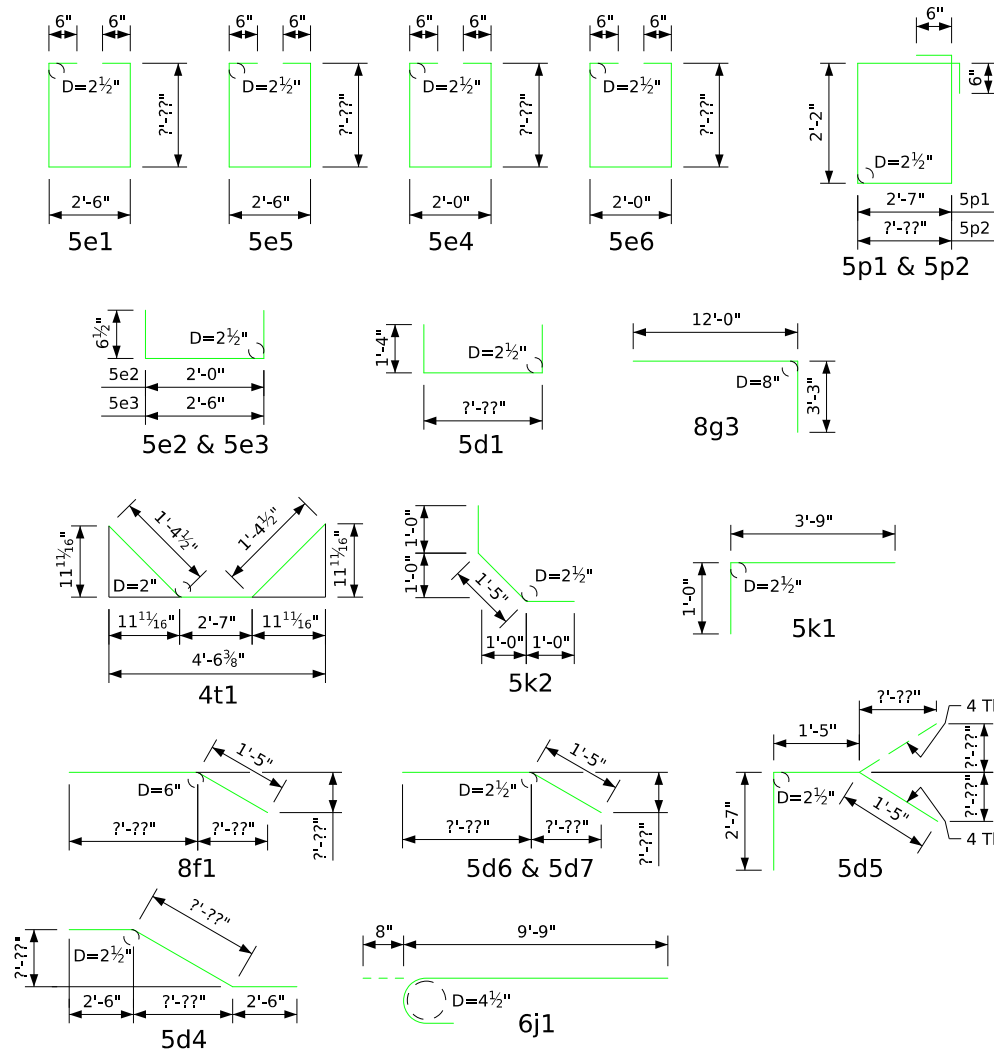 6" 6" 6" 6" 6" 6" 6" 6" 6"
D=2½" D=2½" D=2½" D=2½" 6"
?'-??" ?'-??" ?'-??" ?'-??" 2'-2"
D=2½"
2'-6" 2'-6" 2'-0" 2'-0" 2'-7" 5p1
?'-??" 5p2
5e1 5e5 5e4 5e6 5p1 & 5p2
12'-0"
6½" D=2½" 1'-4" D=2½"
5e2 2'-0" D=8" 3'-3"
5e3 2'-6" ?'-??"
5e2 & 5e3 5d1 8g3
1'-4½" 1'-4½" 1'-0" 3'-9"
11¹¹⁄₁₆" D=2" 11¹¹⁄₁₆" 1'-0" 1'-5" D=2½" 1'-0" D=2½"
11¹¹⁄₁₆" 2'-7" 11¹¹⁄₁₆" 1'-0" 1'-0" 5k1
4'-6⅜"
4t1 5k2
?'-??" 4 Tl
1'-5" 1'-5" 1'-5" ?'-??"
D=6" D=2½" D=2½" ?'-??"
?'-??" ?'-??" ?'-??" ?'-??" ?'-??" ?'-??" 2'-7" 1'-5" 4 Tl
8f1 5d6 & 5d7 5d5
?'-??" 8" 9'-9"
?'-??" D=2½"
2'-6" ?'-??" 2'-6" D=4½"
5d4 6j1